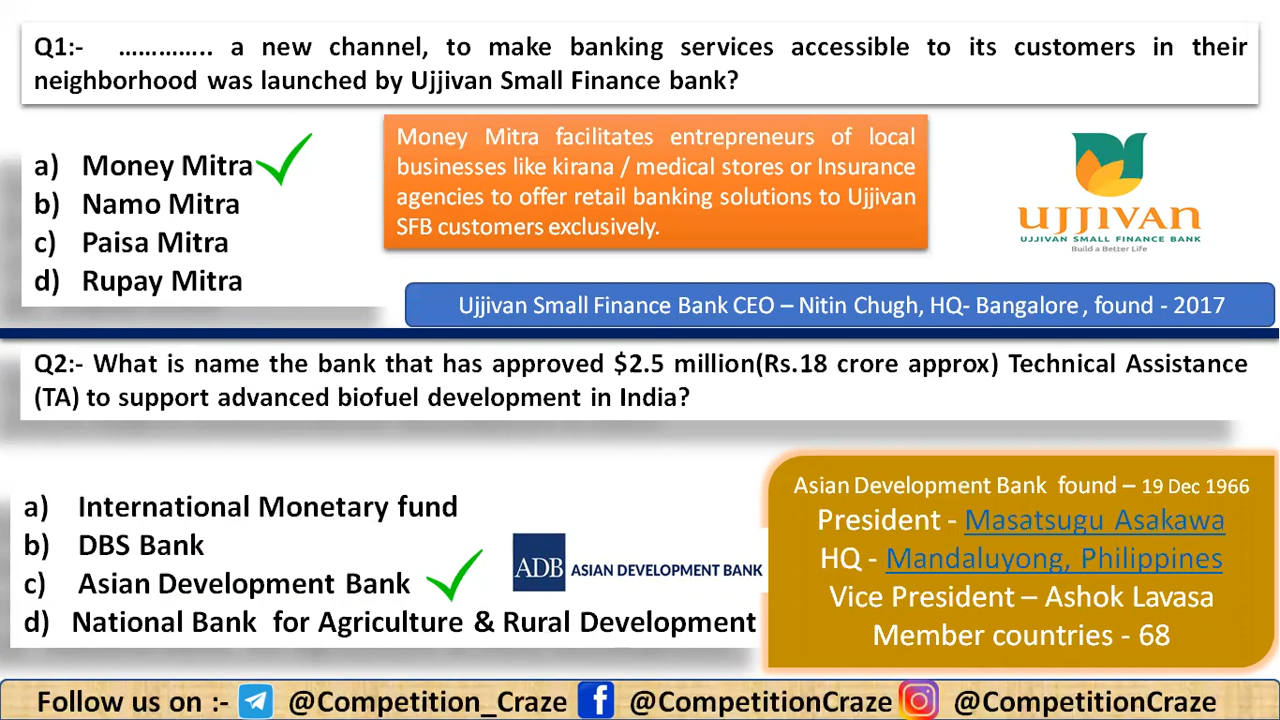 Q1:- ………….. a new channel, to make banking services accessible to its customers in their
neighborhood was launched by Ujjivan Small Finance bank?
a) Money Mitra
b) Namo Mitra
c) Paisa Mitra
d) Rupay Mitra
Money Mitra facilitates entrepreneurs of local
businesses like kirana / medical stores or Insurance
agencies to offer retail banking solutions to Ujjivan
SFB customers exclusively.
UJJIVAN
UJJIVAN SMALL FINANCE BANK
Build a Better Life
Ujjivan Small Finance Bank CEO – Nitin Chugh, HQ- Bangalore , found - 2017
Q2:- What is name the bank that has approved $2.5 million(Rs.18 crore approx) Technical Assistance
(TA) to support advanced biofuel development in India?
a) International Monetary fund
b) DBS Bank
c) Asian Development Bank
d) National Bank for Agriculture & Rural Development
ADB ASIAN DEVELOPMENT BANK
Asian Development Bank found – 19 Dec 1966
President - Masatsugu Asakawa
HQ - Mandaluyong, Philippines
Vice President – Ashok Lavasa
Member countries - 68
Follow us on :- @Competition_Craze @CompetitionCraze @CompetitionCraze